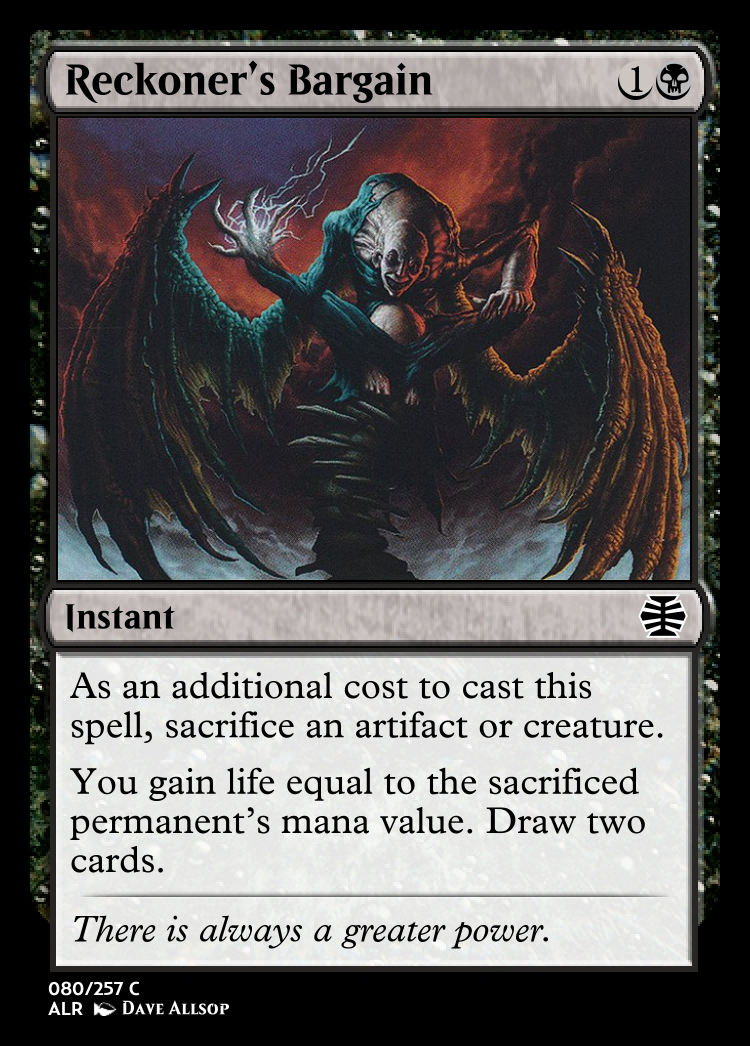 Reckoner's Bargain 1
Instant
As an additional cost to cast this
spell, sacrifice an artifact or creature.
You gain life equal to the sacrificed
permanent's mana value. Draw two
cards.
There is always a greater power.
080/257 C
ALR Dave Allsop